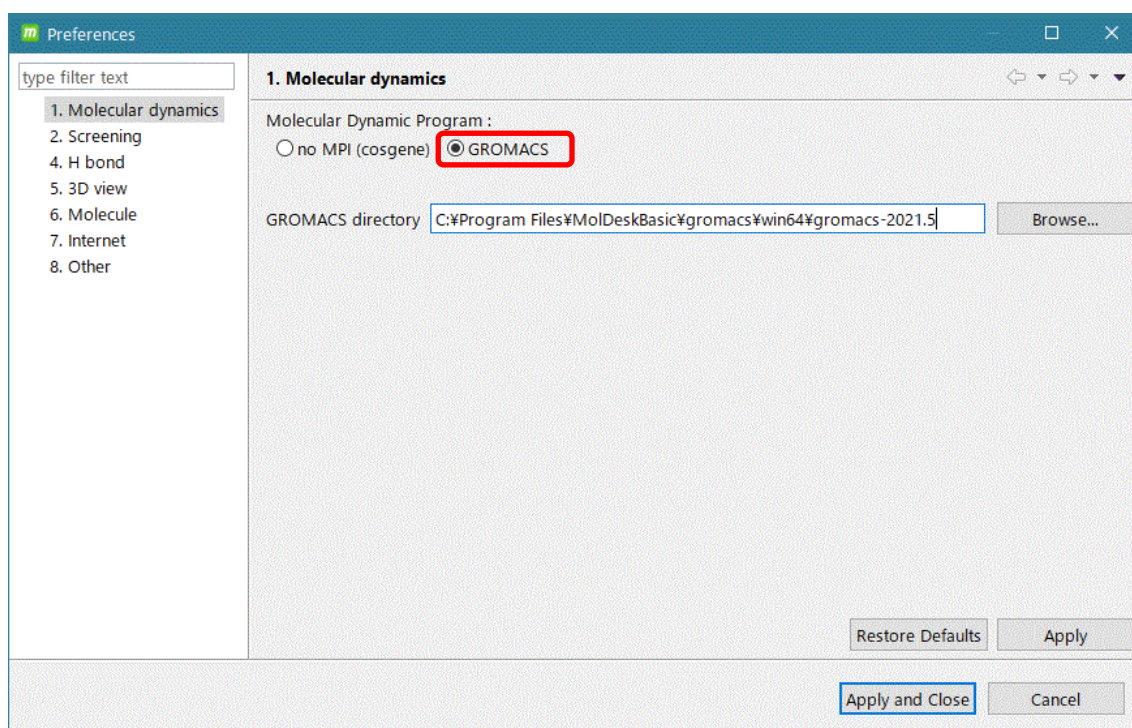 m Preferences
type filter text
1. Molecular dynamics
2. Screening
4. H bond
5. 3D view
6. Molecule
7. Internet
8. Other
1. Molecular dynamics
Molecular Dynamic Program :
no MPI (cosgene) GROMACS
GROMACS directory C:¥Program Files¥MolDeskBasic¥gromacs¥win64¥gromacs-2021.5 Browse...
Restore Defaults Apply
Apply and Close Cancel